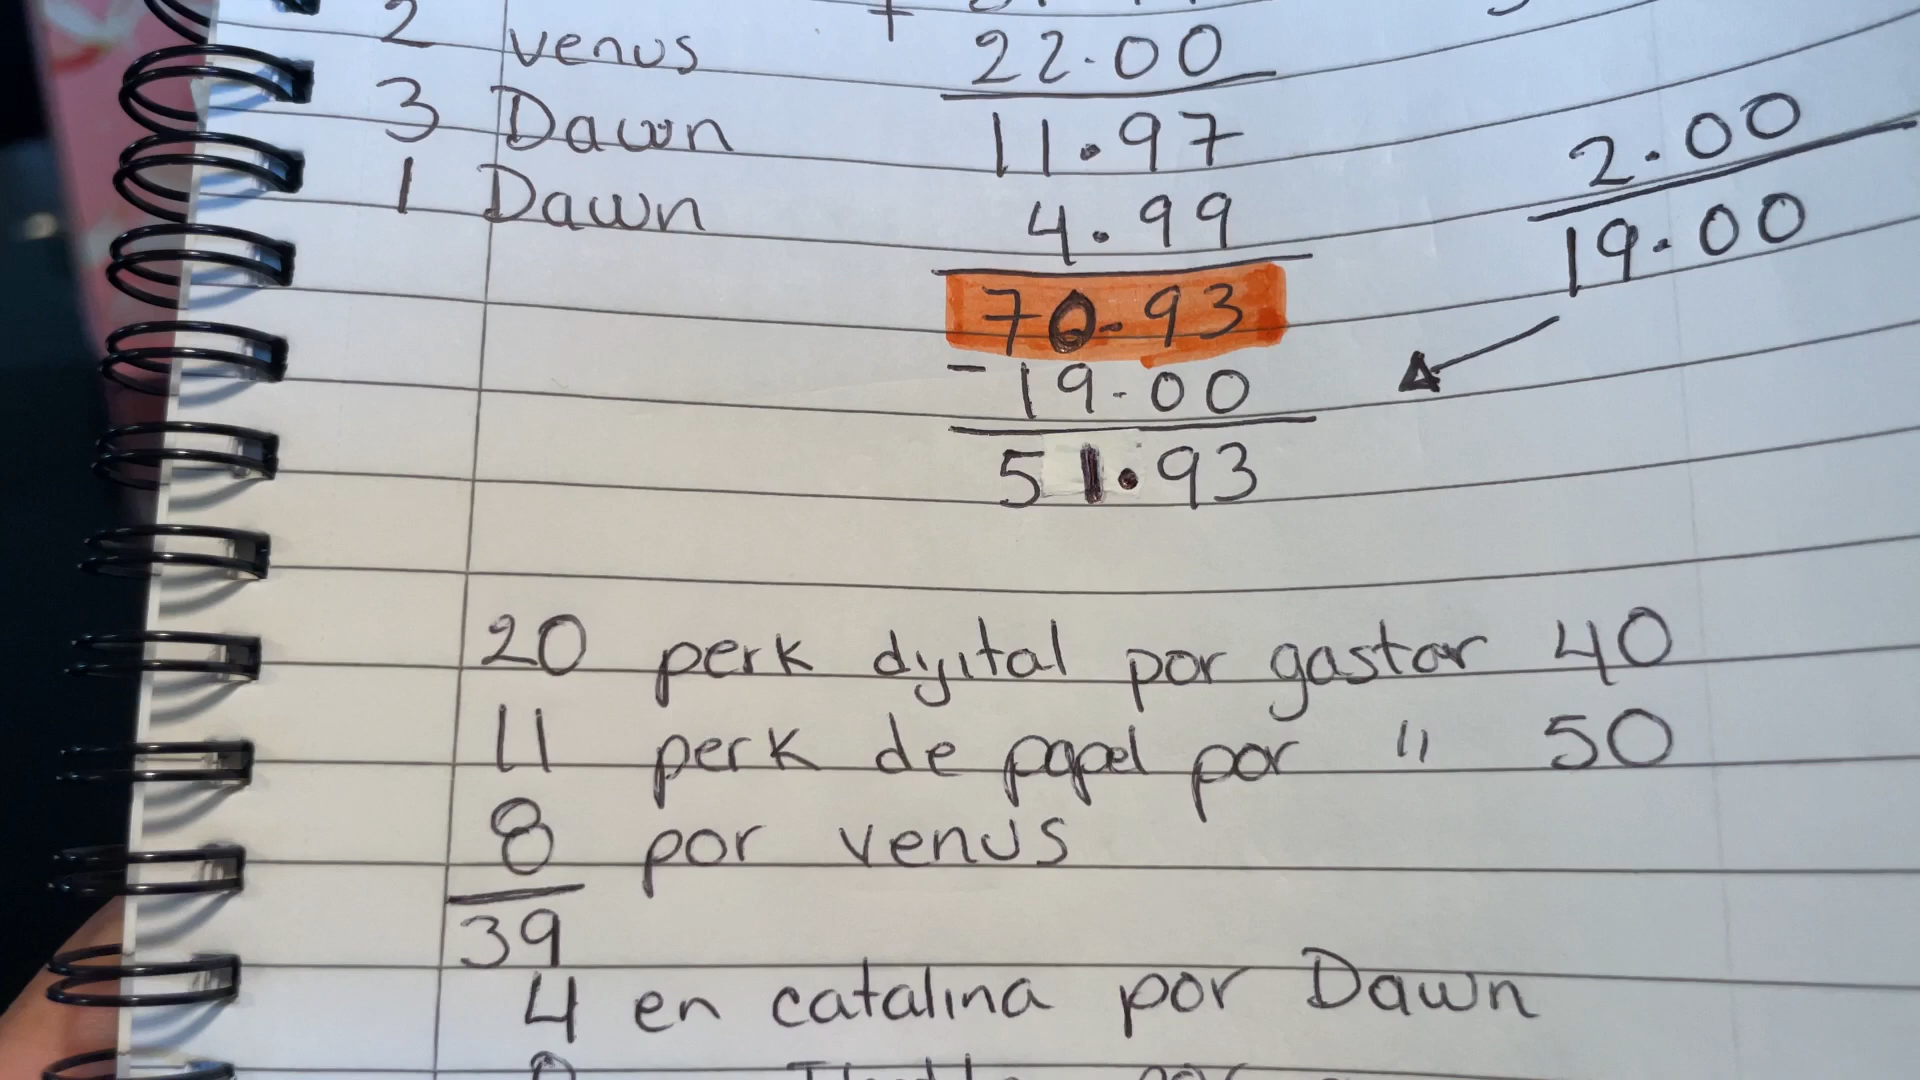 2 venus + 22.00
3 Dawn 11.97 2.00
1 Dawn 4.99 19.00
70.93
-19.00
51.93
20 perk dijital por gastar 40
11 perk de papel por " 50
8 por venus
39
4 en catalina por Dawn